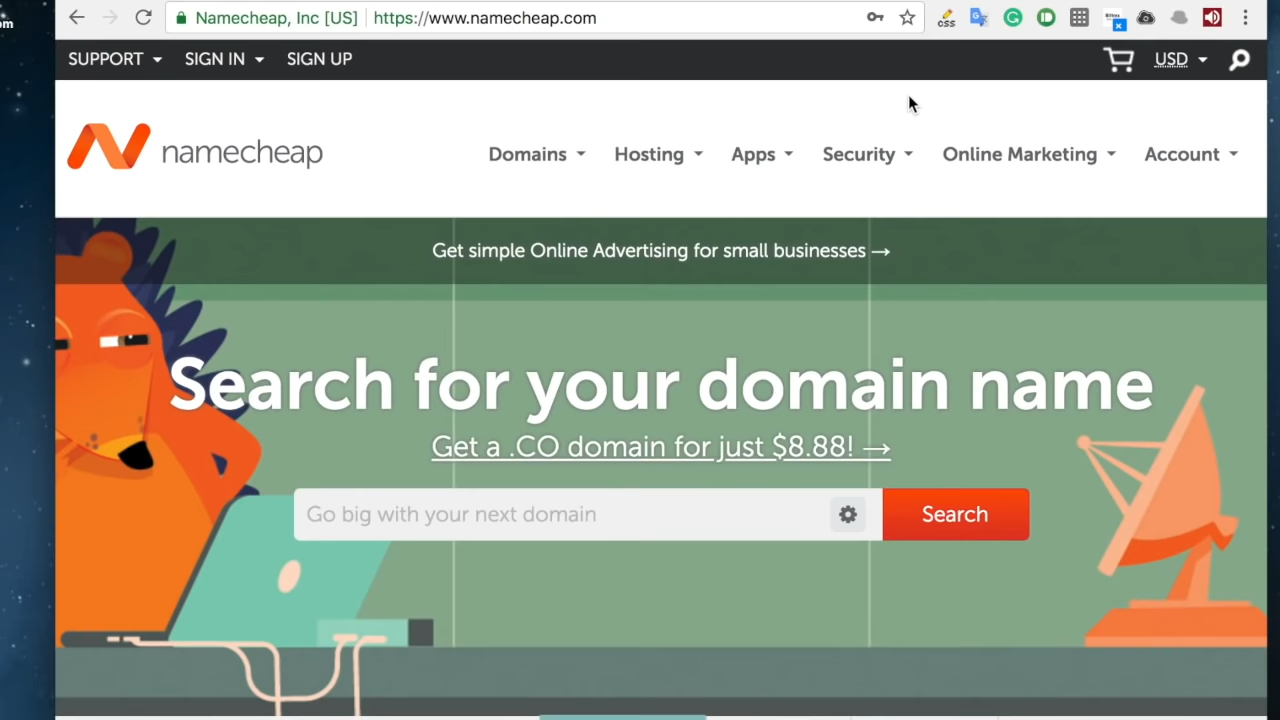 om
Namecheap, Inc [US] https://www.namecheap.com
css
SUPPORT SIGN IN SIGN UP USD
namecheap
Domains Hosting Apps Security Online Marketing Account
Get simple Online Advertising for small businesses →
Search for your domain name
Get a .CO domain for just $8.88! →
Go big with your next domain
Search